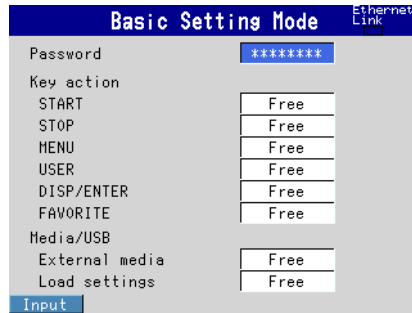 Basic Setting Mode
Ethernet
Link
Password ********
Key action
START Free
STOP Free
MENU Free
USER Free
DISP/ENTER Free
FAVORITE Free
Media/USB
External media Free
Load settings Free
Input